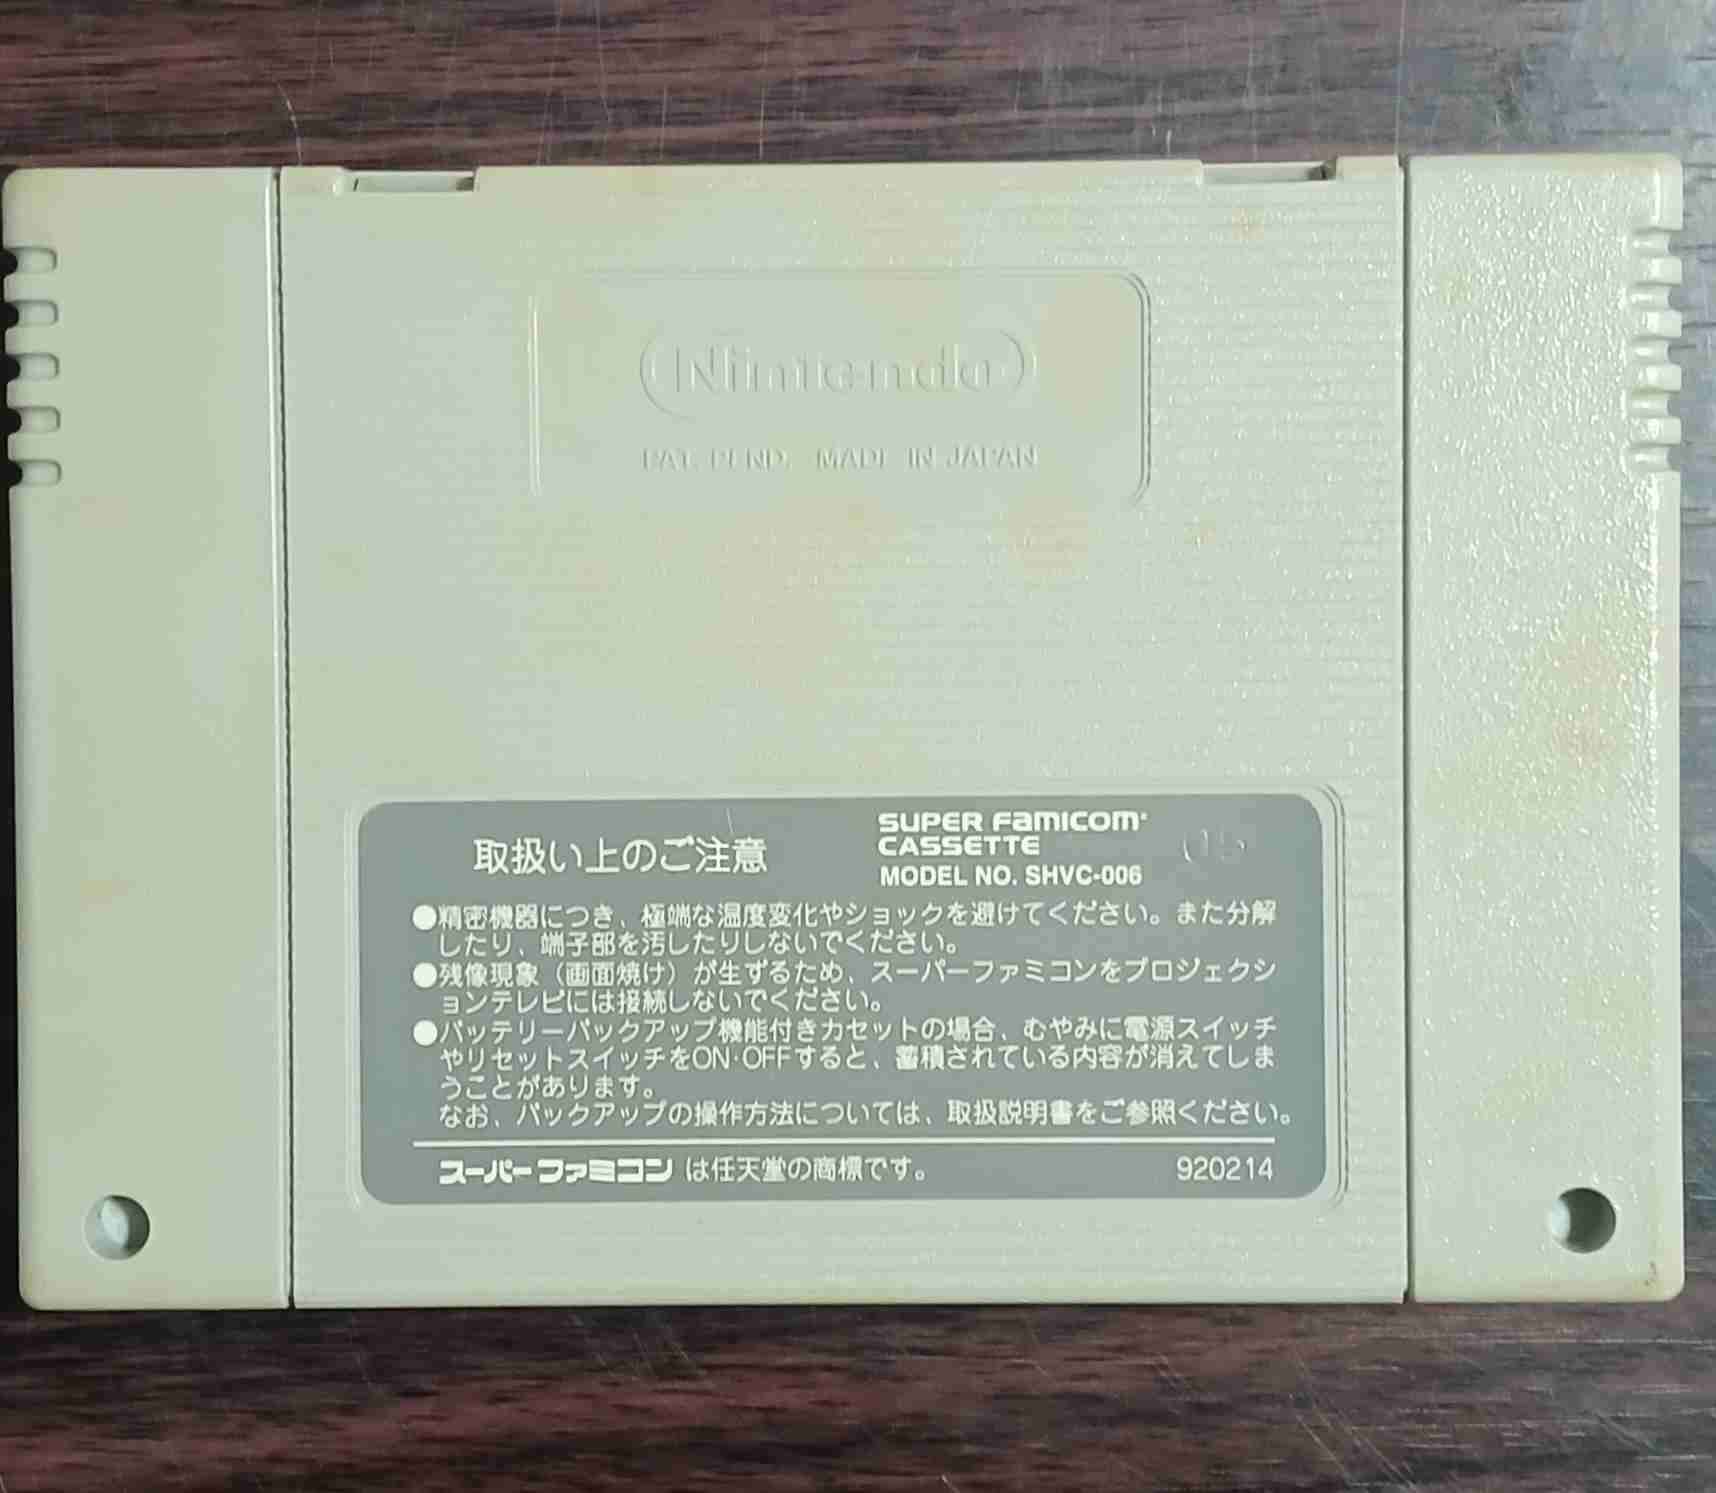 Nintendo
PAT. PEND. MADE IN JAPAN
取扱い上のご注意
SUPER FAMICOM
CASSETTE
MODEL NO. SHVC-006
●精密機器につき、極端な温度変化やショックを避けてください。また分解
したり、端子部を汚したりしないでください。
●残像現象（画面焼け）が生ずるため、スーパーファミコンをプロジェクシ
ョンテレビには接続しないでください。
●バッテリーバックアップ機能付きカセットの場合、むやみに電源スイッチ
やリセットスイッチをON·OFFすると、蓄積されている内容が消えてしま
うことがあります。
なお、バックアップの操作方法については、取扱説明書をご参照ください。
スーパーファミコン は任天堂の商標です。
920214